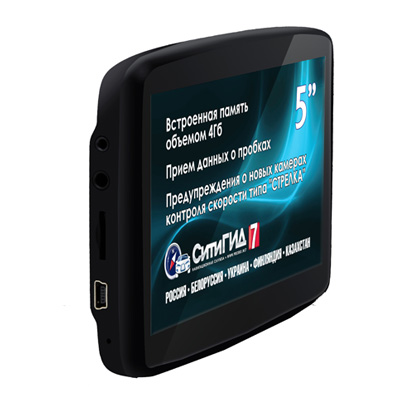 5”
Встроенная память
объемом 4Гб
Прием данных о пробках
Предупреждения о новых камерах
контроля скорости типа "СТРЕЛКА"
СитиГИД 7
РОССИЯ • БЕЛОРУССИЯ • УКРАИНА • ФИНЛЯНДИЯ • КАЗАХСТАН